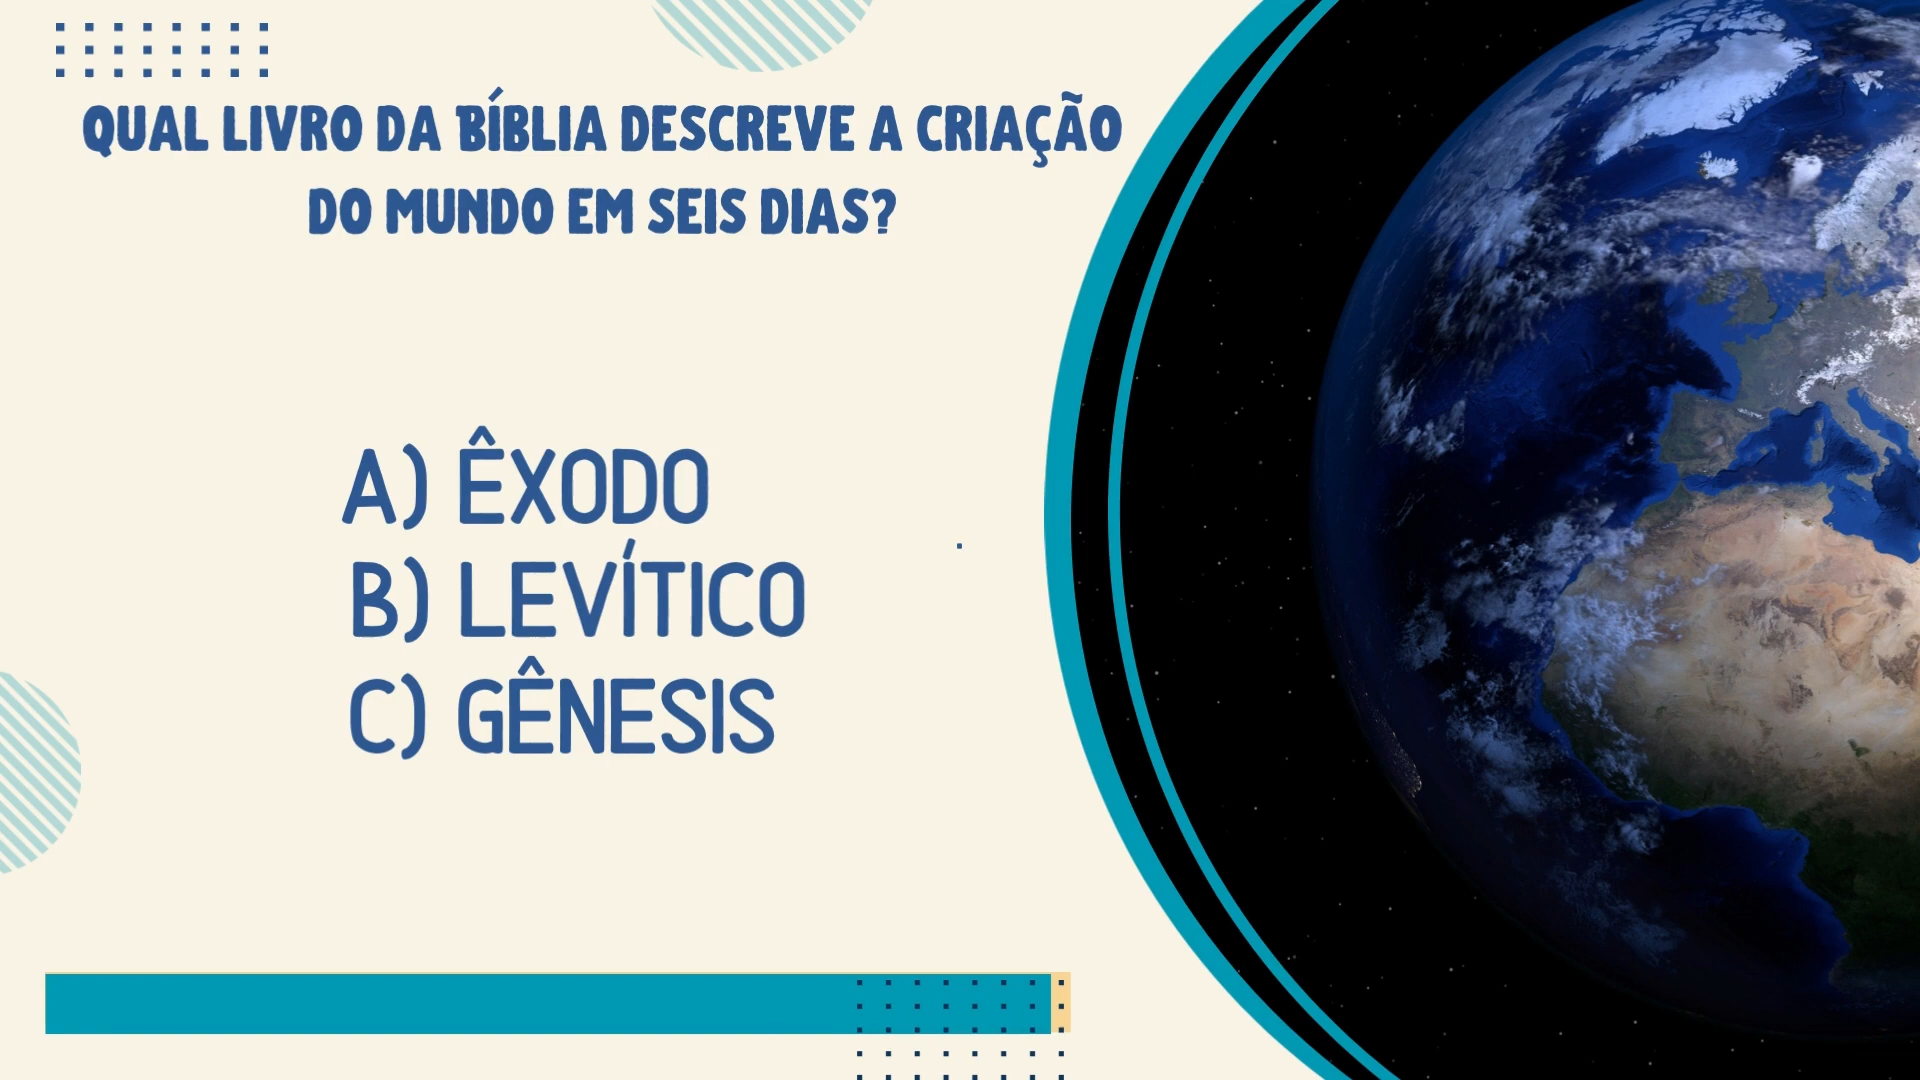 QUAL LIVRO DA BÍBLIA DESCREVE A CRIAÇÃO
DO MUNDO EM SEIS DIAS?
A) ÊXODO
B) LEVÍTICO
C) GÊNESIS